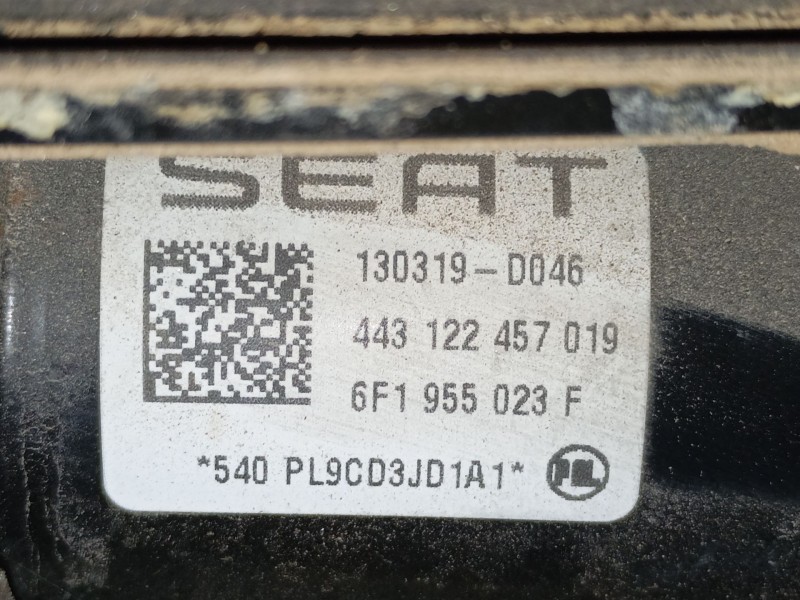 SEAT
130319-D046
443 122 457 019
6F1 955 023 F
*540 PL9CD3JD1A1*